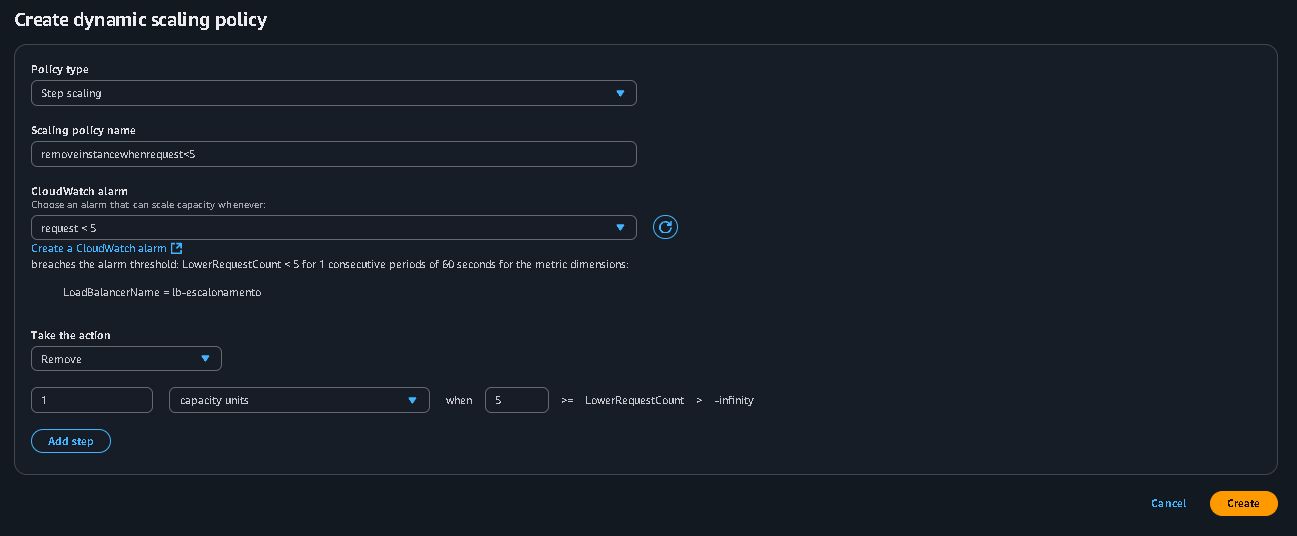 Create dynamic scaling policy
Policy type
Step scaling
Scaling policy name
removeinstancewhenrequest<5
CloudWatch alarm
Choose an alarm that can scale capacity whenever:
request < 5
Create a CloudWatch alarm
breaches the alarm threshold: LowerRequestCount < 5 for 1 consecutive periods of 60 seconds for the metric dimensions:
LoadBalancerName = lb-escalonamento
Take the action
Remove
1 capacity units when 5 >= LowerRequestCount > -infinity
Add step
Cancel Create